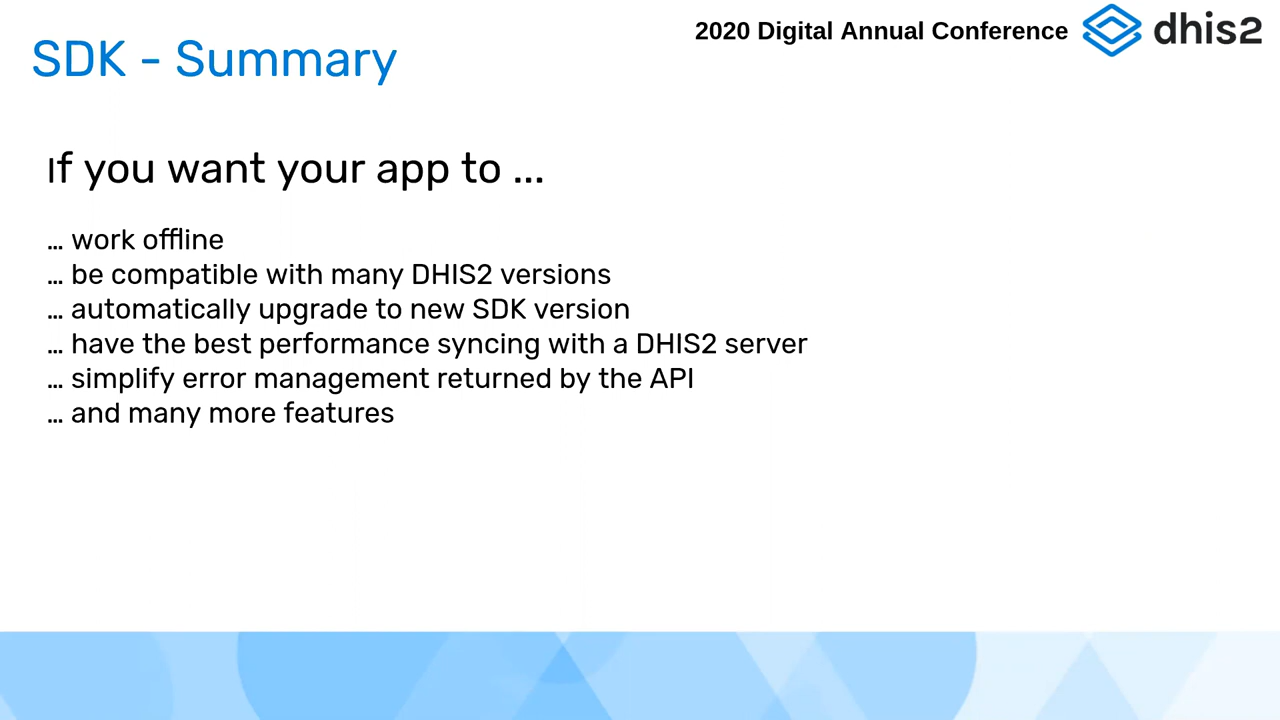 2020 Digital Annual Conference
dhis2
SDK - Summary
If you want your app to ...
... work offline
... be compatible with many DHIS2 versions
... automatically upgrade to new SDK version
... have the best performance syncing with a DHIS2 server
... simplify error management returned by the API
... and many more features